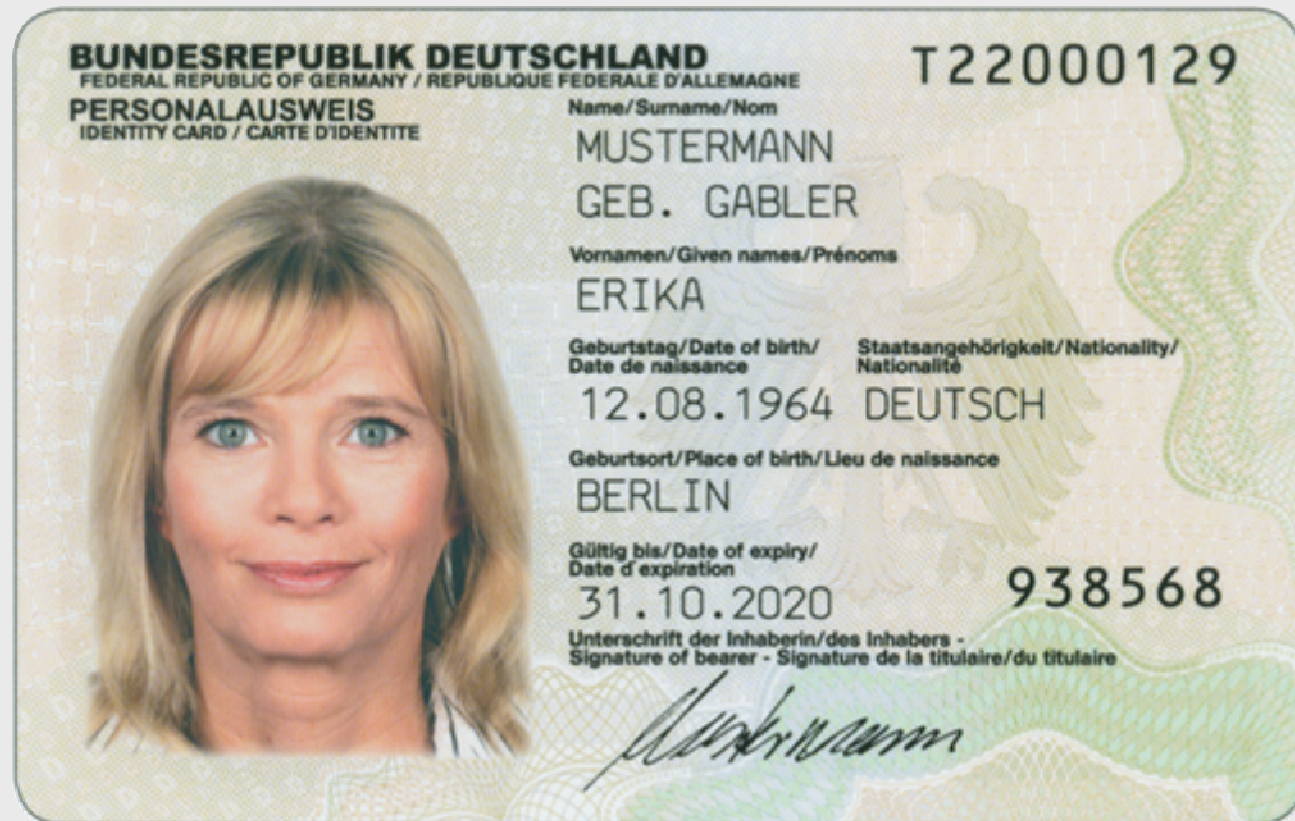 BUNDESREPUBLIK DEUTSCHLAND
FEDERAL REPUBLIC OF GERMANY / REPUBLIQUE FEDERALE D'ALLEMAGNE
T22000129
PERSONALAUSWEIS
IDENTITY CARD / CARTE D'IDENTITE
Name/Surname/Nom
MUSTERMANN
GEB. GABLER
Vornamen/Given names/Prénoms
ERIKA
Geburtstag/Date of birth/
Date de naissance
Staatsangehörigkeit/Nationality/
Nationalité
12.08.1964 DEUTSCH
Geburtsort/Place of birth/Lieu de naissance
BERLIN
Gültig bis/Date of expiry/
Date d'expiration
31.10.2020
938568
Unterschrift der Inhaberin/des Inhabers -
Signature of bearer - Signature de la titulaire/du titulaire
Mustermann